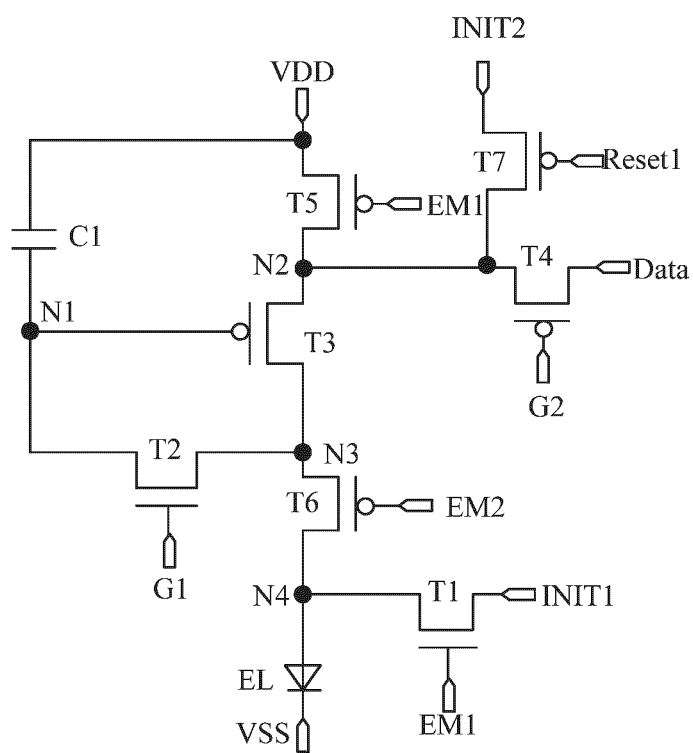 INIT2
VDD
T7
Reset1
T5
EM1
C1
N2
T4
Data
N1
T3
G2
T2
N3
T6
EM2
G1
N4
T1
INIT1
EL
VSS
EM1